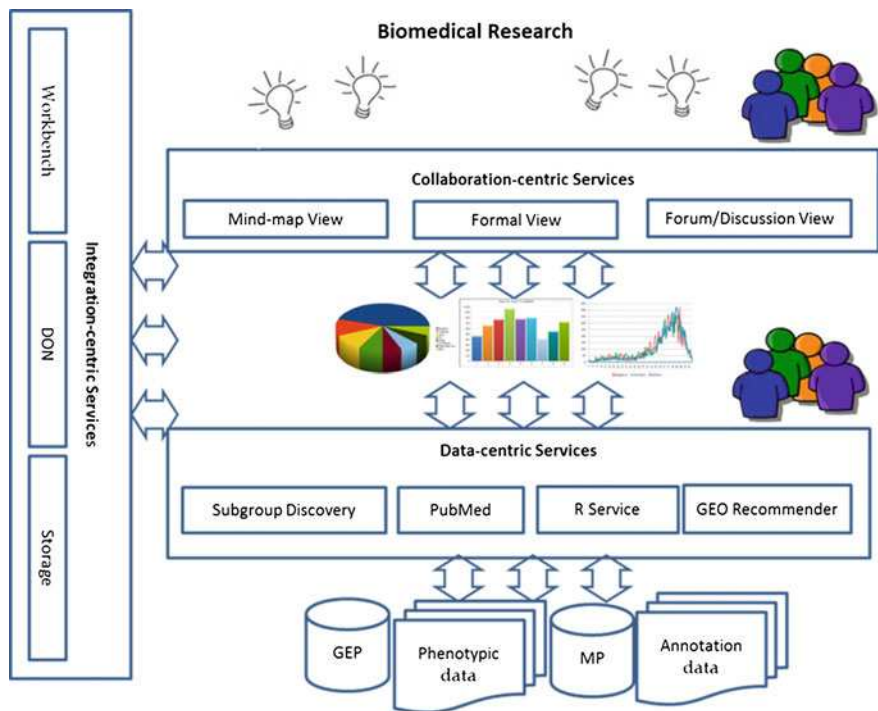 Biomedical Research
Workbench
DON
Storage
Integration-centric Services
Collaboration-centric Services
Mind-map View
Formal View
Forum/Discussion View
Data-centric Services
Subgroup Discovery
PubMed
R Service
GEO Recommender
GEP
Phenotypic
data
MP
Annotation
data